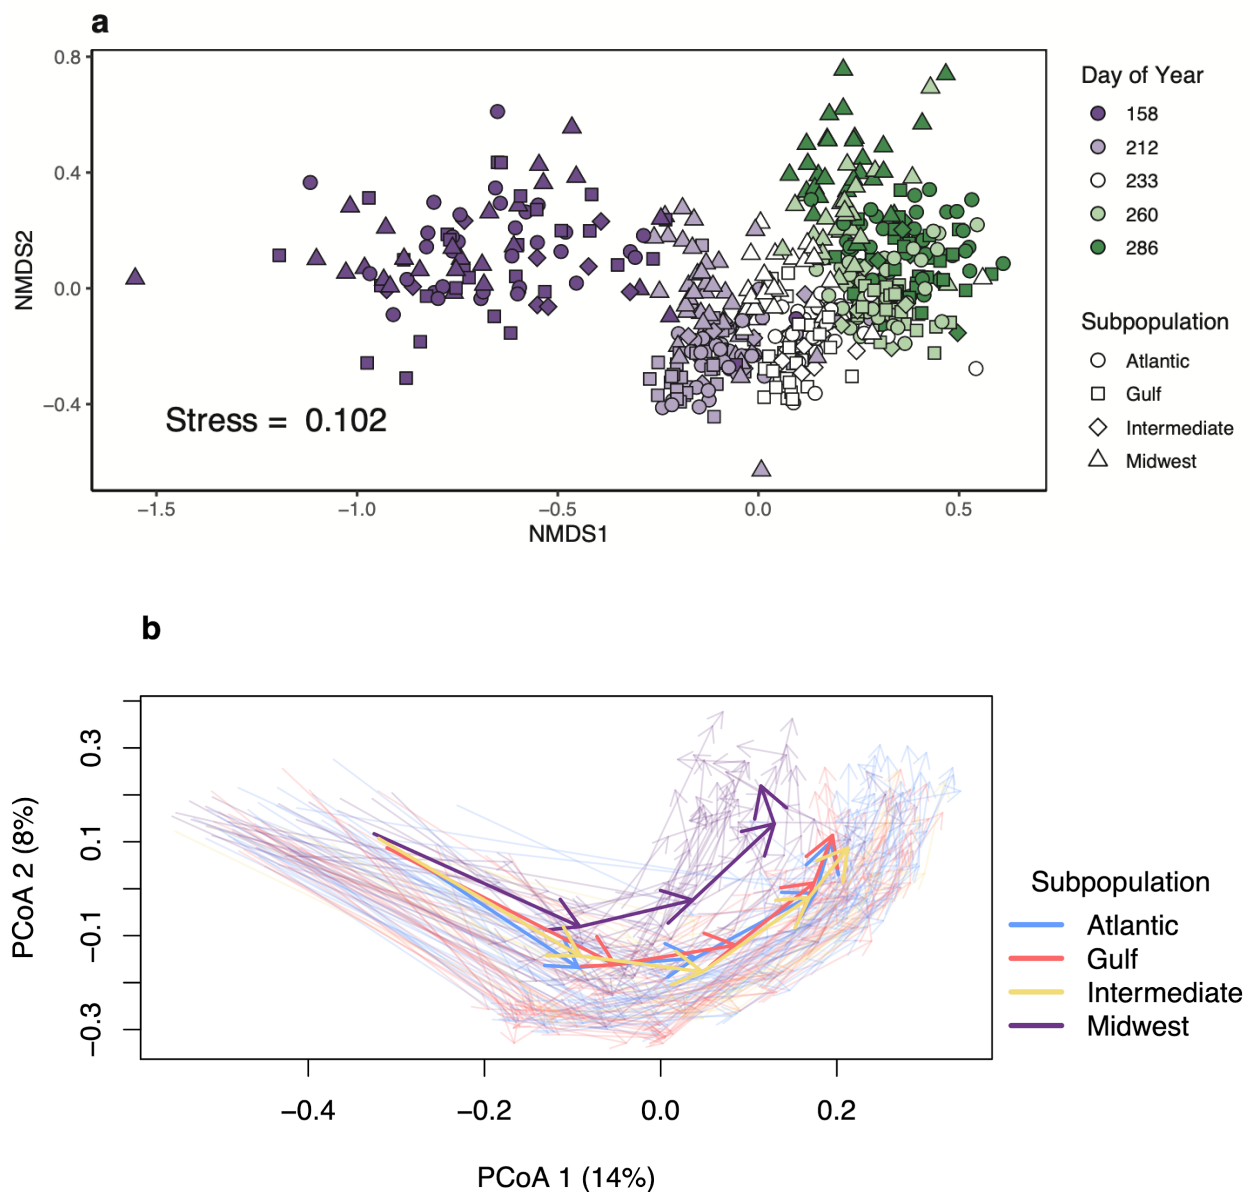 a
0.8
0.4
0.0
−0.4
NMDS2
Stress = 0.102
−1.5
−1.0
−0.5
0.0
0.5
NMDS1
Day of Year
158
212
233
260
286
Subpopulation
Atlantic
Gulf
Intermediate
Midwest
b
0.3
0.1
−0.1
−0.3
PCoA 2 (8%)
−0.4
−0.2
0.0
0.2
PCoA 1 (14%)
Subpopulation
Atlantic
Gulf
Intermediate
Midwest